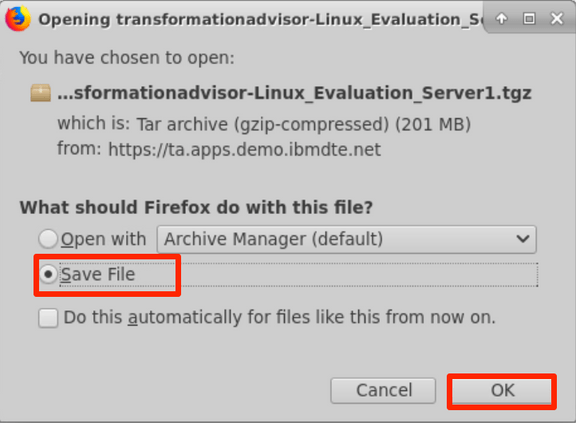 Opening transformationadvisor-Linux_Evaluation_Se
You have chosen to open:
...sformationadvisor-Linux_Evaluation_Server1.tgz
which is: Tar archive (gzip-compressed) (201 MB)
from: https://ta.apps.demo.ibmdte.net
What should Firefox do with this file?
Open with Archive Manager (default)
Save File
Do this automatically for files like this from now on.
Cancel OK